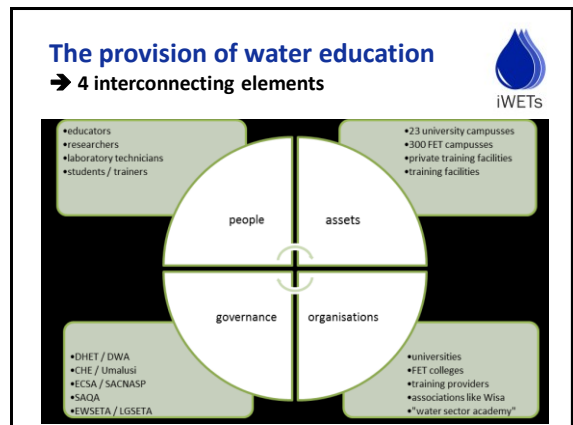 The provision of water education
➔ 4 interconnecting elements
iWETs
•educators
•researchers
•laboratory technicians
•students / trainers
•23 university campusses
•300 FET campusses
•private training facilities
•training facilities
people
assets
governance
organisations
•DHET / DWA
•CHE / Umalusi
•ECSA / SACNASP
•SAQA
•EWSETA / LGSETA
•universities
•FET colleges
•training providers
•associations like Wisa
•"water sector academy"